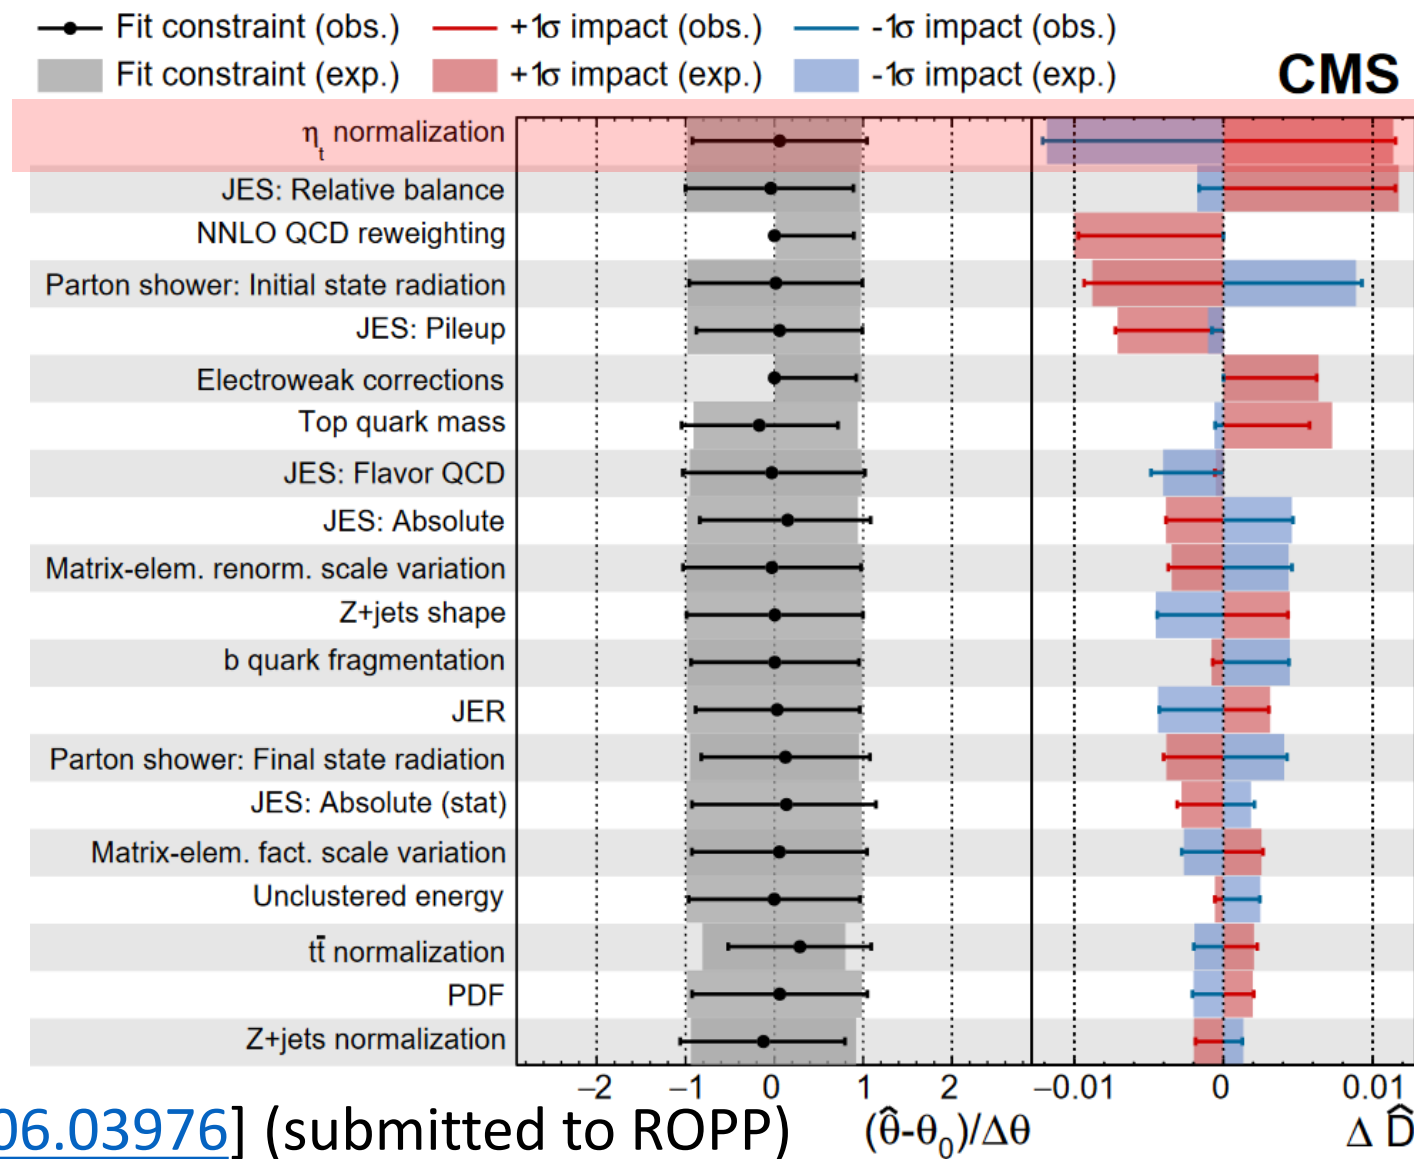 Fit constraint (obs.) +1σ impact (obs.) -1σ impact (obs.)
Fit constraint (exp.) +1σ impact (exp.) -1σ impact (exp.)
CMS
ηt normalization
JES: Relative balance
NNLO QCD reweighting
Parton shower: Initial state radiation
JES: Pileup
Electroweak corrections
Top quark mass
JES: Flavor QCD
JES: Absolute
Matrix-elem. renorm. scale variation
Z+jets shape
b quark fragmentation
JER
Parton shower: Final state radiation
JES: Absolute (stat)
Matrix-elem. fact. scale variation
Unclustered energy
tt̄ normalization
PDF
Z+jets normalization
−2 −1 0 1 2 −0.01 0 0.01
06.03976] (submitted to ROPP) (θ̂-θ0)/Δθ Δ D̂